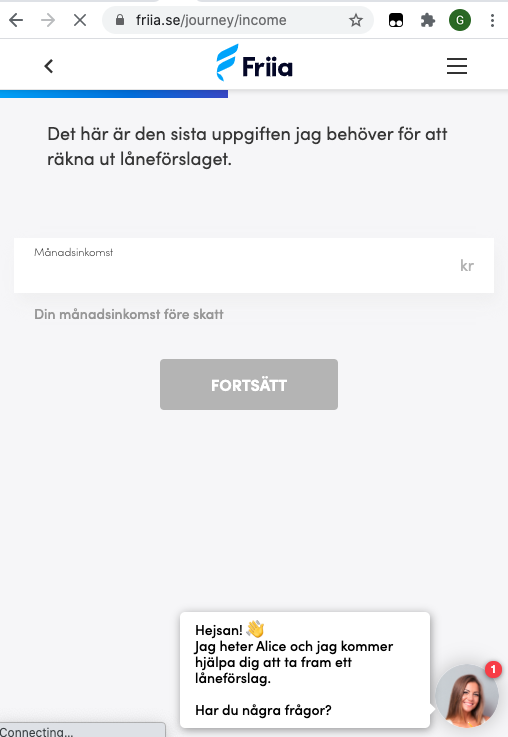 friia.se/journey/income
G
Friia
Det här är den sista uppgiften jag behöver för att
räkna ut låneförslaget.
Månadsinkomst
kr
Din månadsinkomst före skatt
FORTSÄTT
Hejsan! 👋
Jag heter Alice och jag kommer
hjälpa dig att ta fram ett
låneförslag.
Har du några frågor?
1
Connecting...